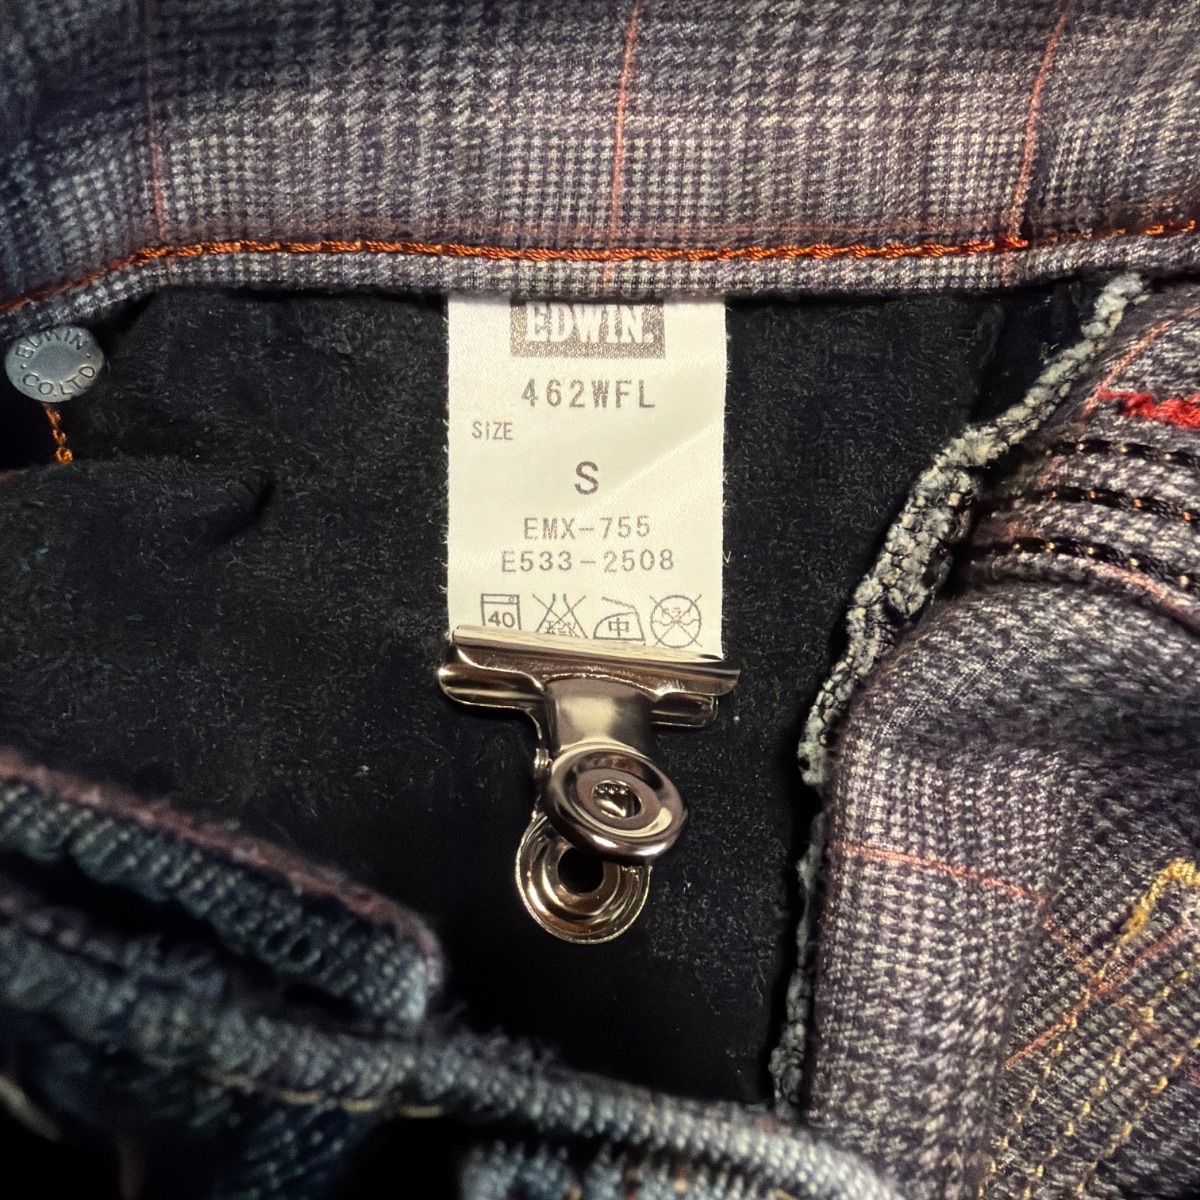 EDWIN.
462WFL
SIZE
S
EMX-755
E533-2508
40
中
EDWIN
CO.LTD